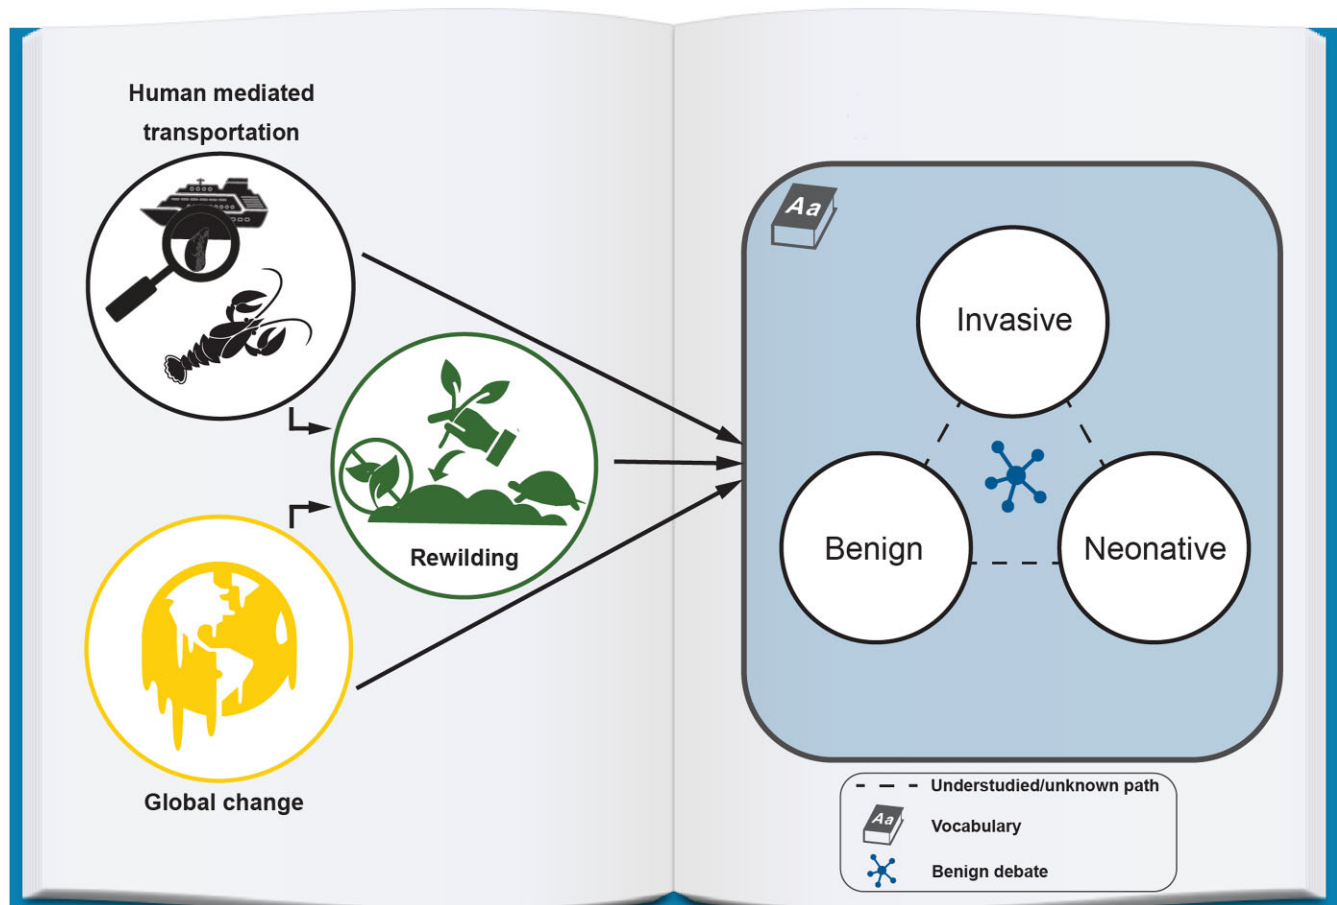 Human mediated
transportation
Rewilding
Global change
Aa
Invasive
Benign
Neonative
Understudied/unknown path
Aa
Vocabulary
Benign debate